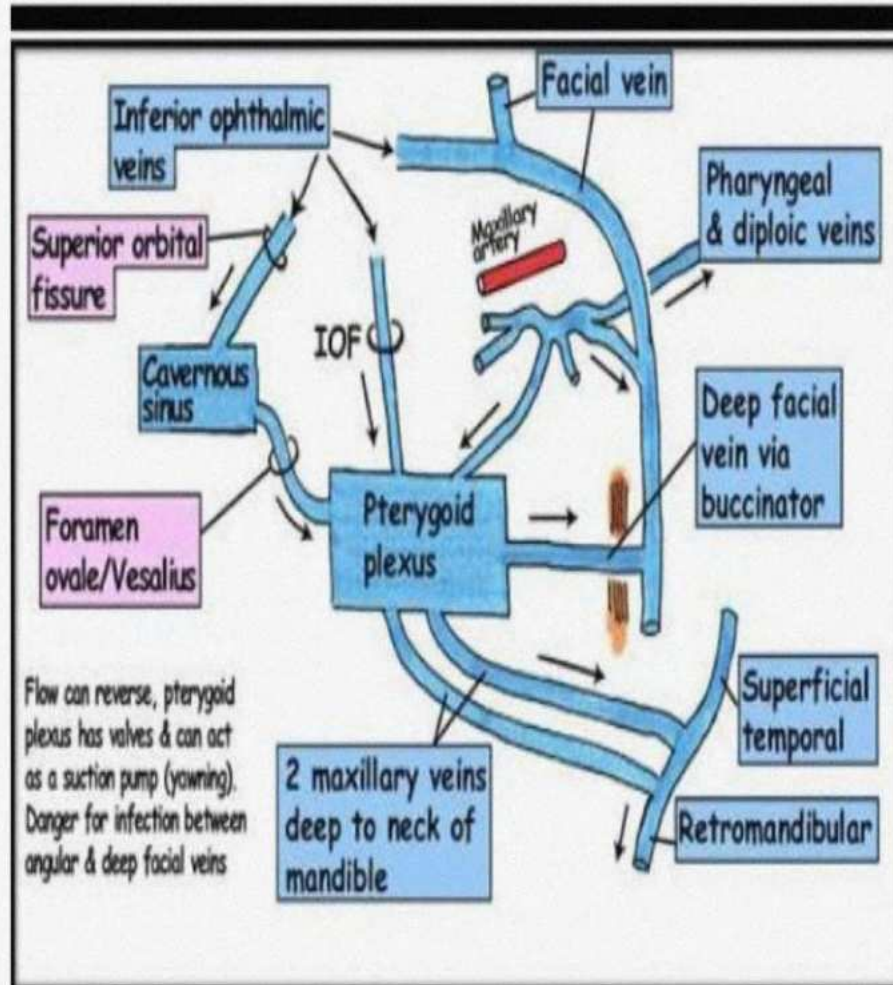 Facial vein
Inferior ophthalmic
veins
Pharyngeal
& diploic veins
Superior orbital
fissure
Maxillary
artery
IOF
Cavernous
sinus
Deep facial
vein via
buccinator
Pterygoid
plexus
Foramen
ovale/Vesalius
Superficial
temporal
Flow can reverse, pterygoid
plexus has valves & can act
as a suction pump (yawning).
Danger for infection between
angular & deep facial veins
2 maxillary veins
deep to neck of
mandible
Retromandibular